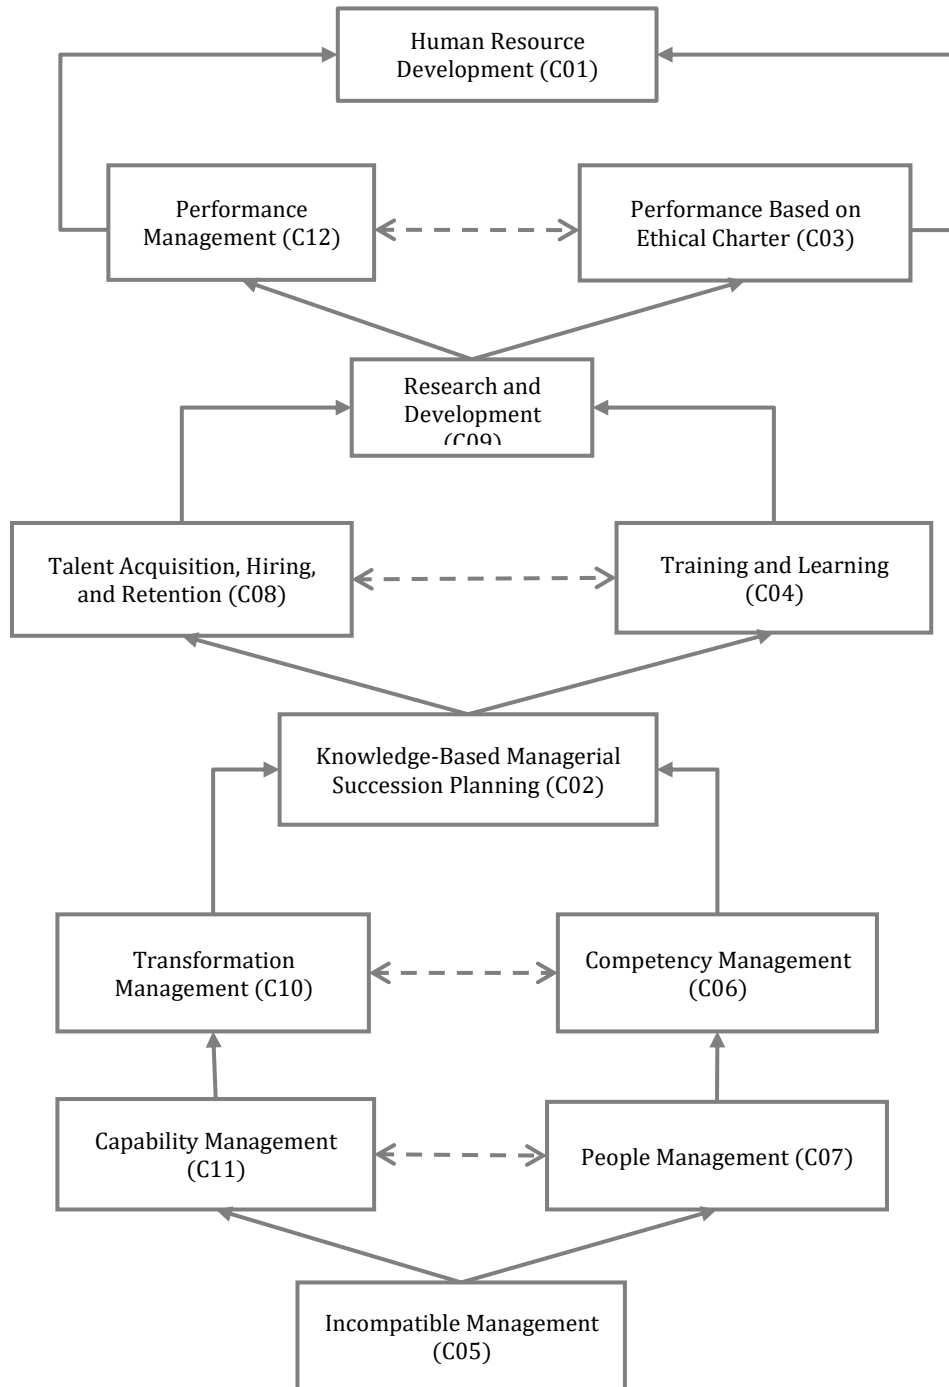 Human Resource
Development (C01)
Performance
Management (C12)
Performance Based on
Ethical Charter (C03)
Research and
Development
(C09)
Talent Acquisition, Hiring,
and Retention (C08)
Training and Learning
(C04)
Knowledge-Based Managerial
Succession Planning (C02)
Transformation
Management (C10)
Competency Management
(C06)
Capability Management
(C11)
People Management (C07)
Incompatible Management
(C05)